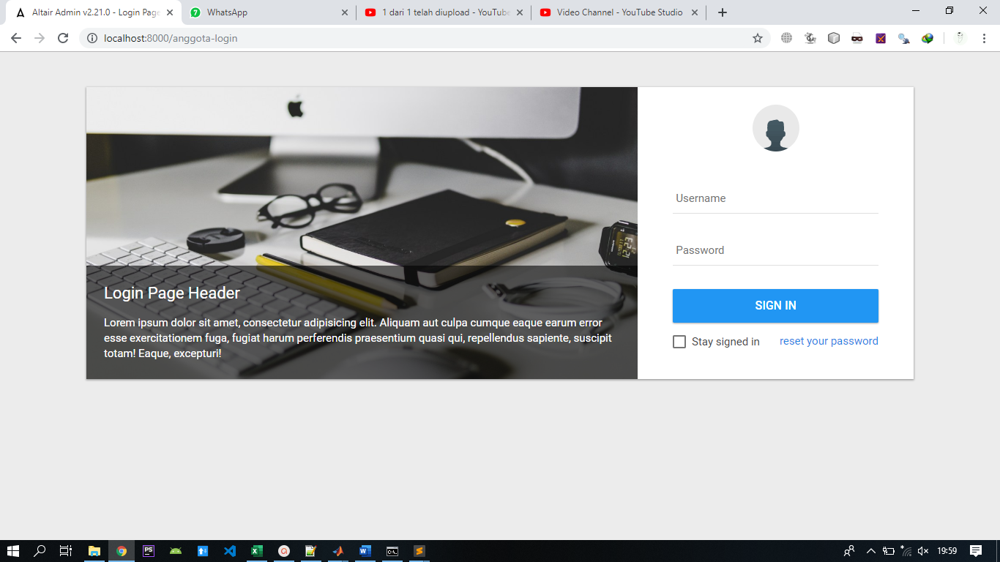 Altair Admin v2.21.0 - Login Page
7
WhatsApp
1 dari 1 telah diupload - YouTube
Video Channel - YouTube Studio
localhost:8000/anggota-login
Username
Password
SIGN IN
Stay signed in
reset your password
Login Page Header
Lorem ipsum dolor sit amet, consectetur adipisicing elit. Aliquam aut culpa cumque eaque earum error
esse exercitationem fuga, fugiat harum perferendis praesentium quasi qui, repellendus sapiente, suscipit
totam! Eaque, excepturi!
PS
19:59